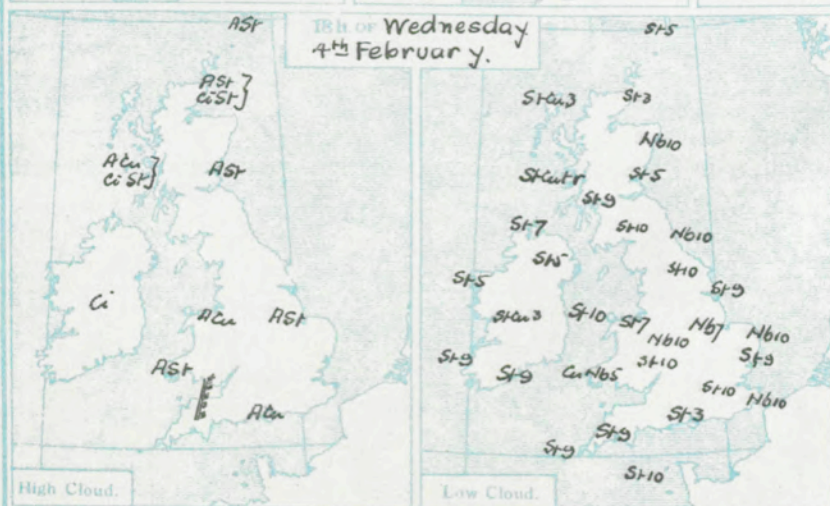 18h. or Wednesday
4th February.
ASt
ASt }
CiSt }
ACu }
CiSt }
ASt
Ci
ACu
ASt
ASt
ACu
High Cloud.
St5
StCu3
St3
Nb10
StCutr
St5
St9
St7
St10
Nb10
St5
St10
St5
St9
StCu3
St10
St7
Nb7
Nb10
Nb10
St9
St9
St10
St9
CuNb5
St10
Nb10
St3
St9
St9
St10
Low Cloud.